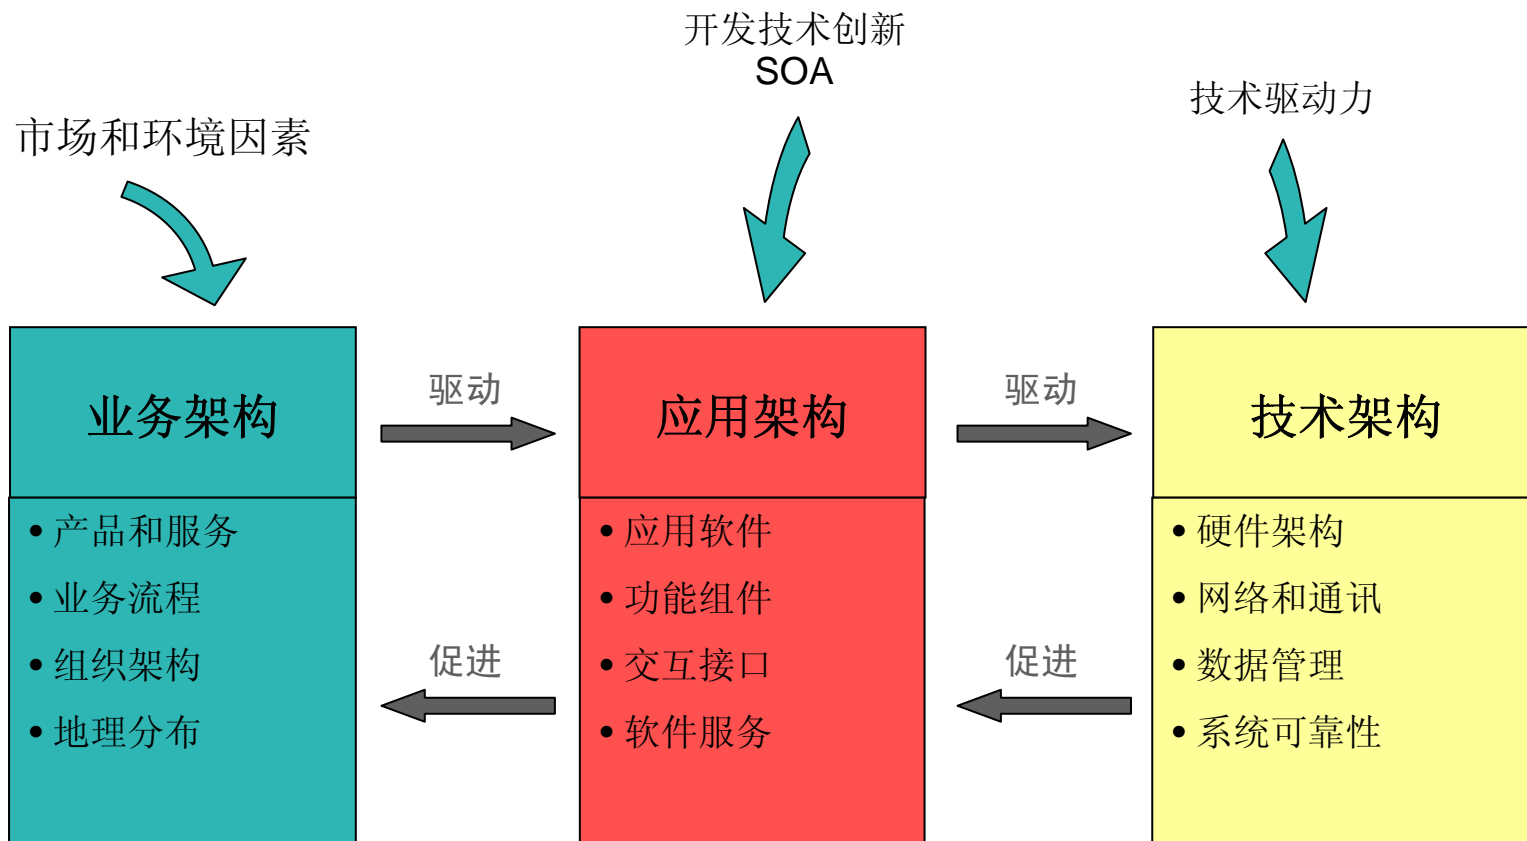 开发技术创新
SOA
技术驱动力
市场和环境因素
业务架构
驱动
应用架构
驱动
技术架构
• 产品和服务
• 业务流程
• 组织架构
• 地理分布
促进
• 应用软件
• 功能组件
• 交互接口
• 软件服务
促进
• 硬件架构
• 网络和通讯
• 数据管理
• 系统可靠性